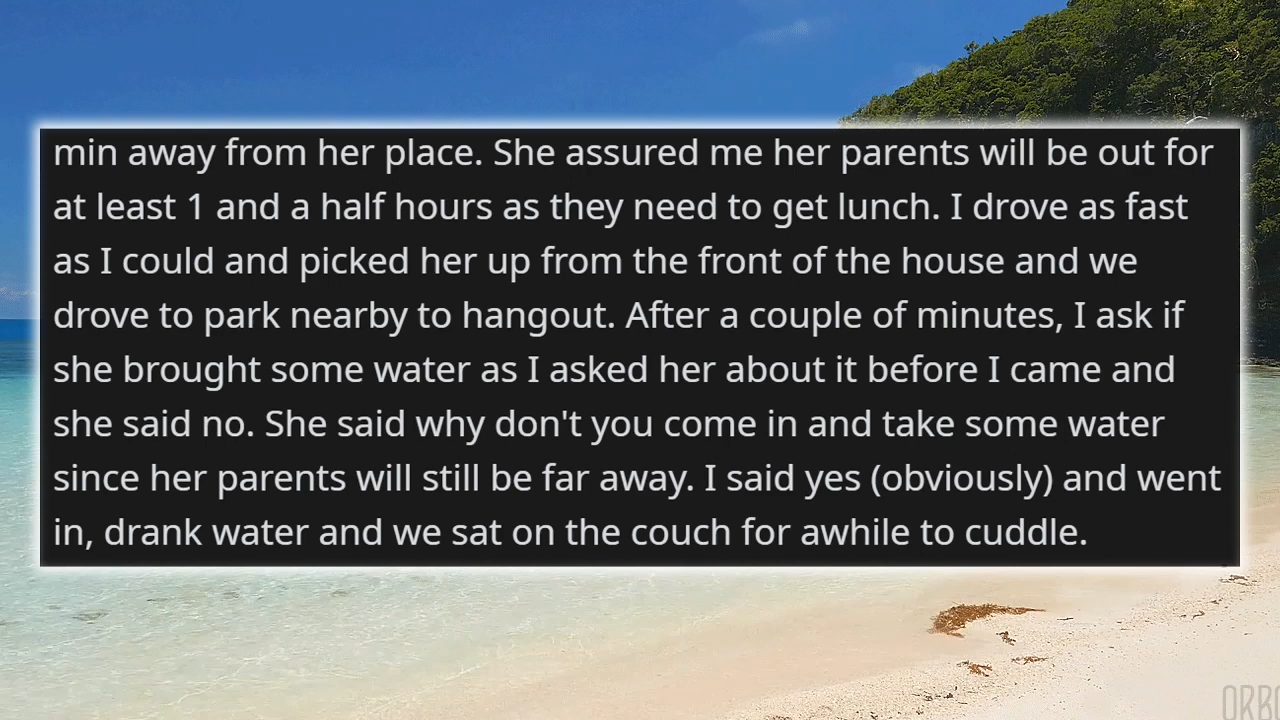 min away from her place. She assured me her parents will be out for
at least 1 and a half hours as they need to get lunch. I drove as fast
as I could and picked her up from the front of the house and we
drove to park nearby to hangout. After a couple of minutes, I ask if
she brought some water as I asked her about it before I came and
she said no. She said why don't you come in and take some water
since her parents will still be far away. I said yes (obviously) and went
in, drank water and we sat on the couch for awhile to cuddle.